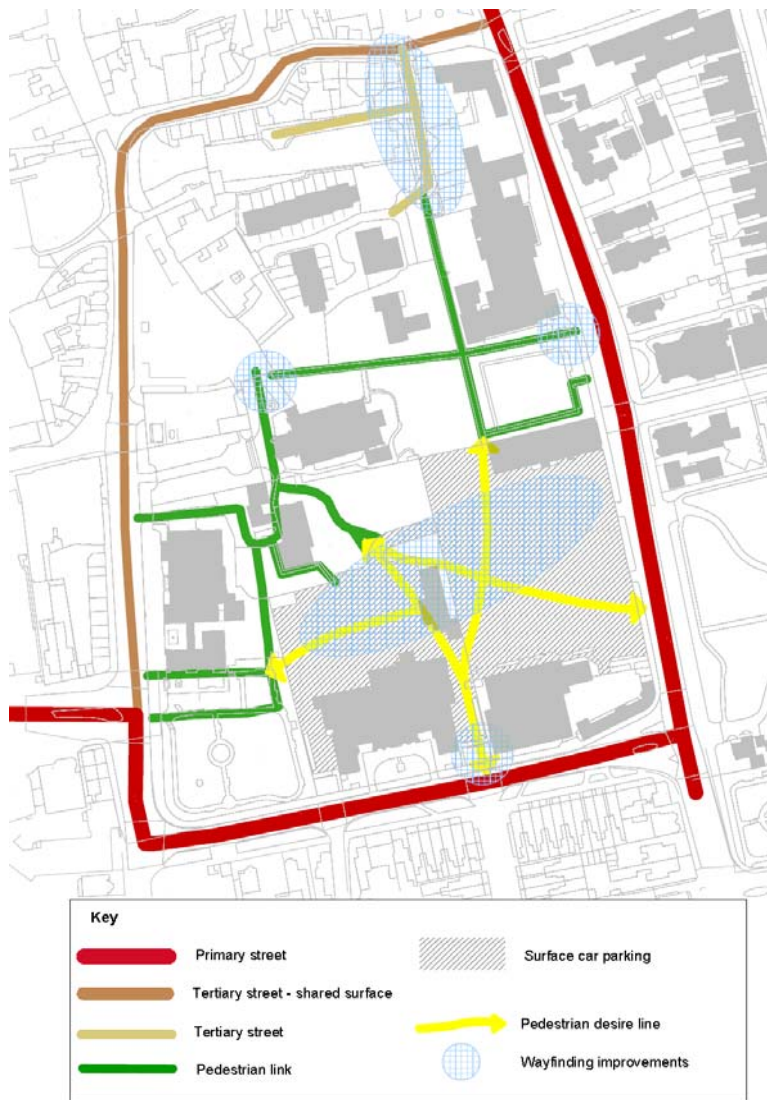 Key
Primary street
Surface car parking
Tertiary street - shared surface
Tertiary street
Pedestrian desire line
Pedestrian link
Wayfinding improvements